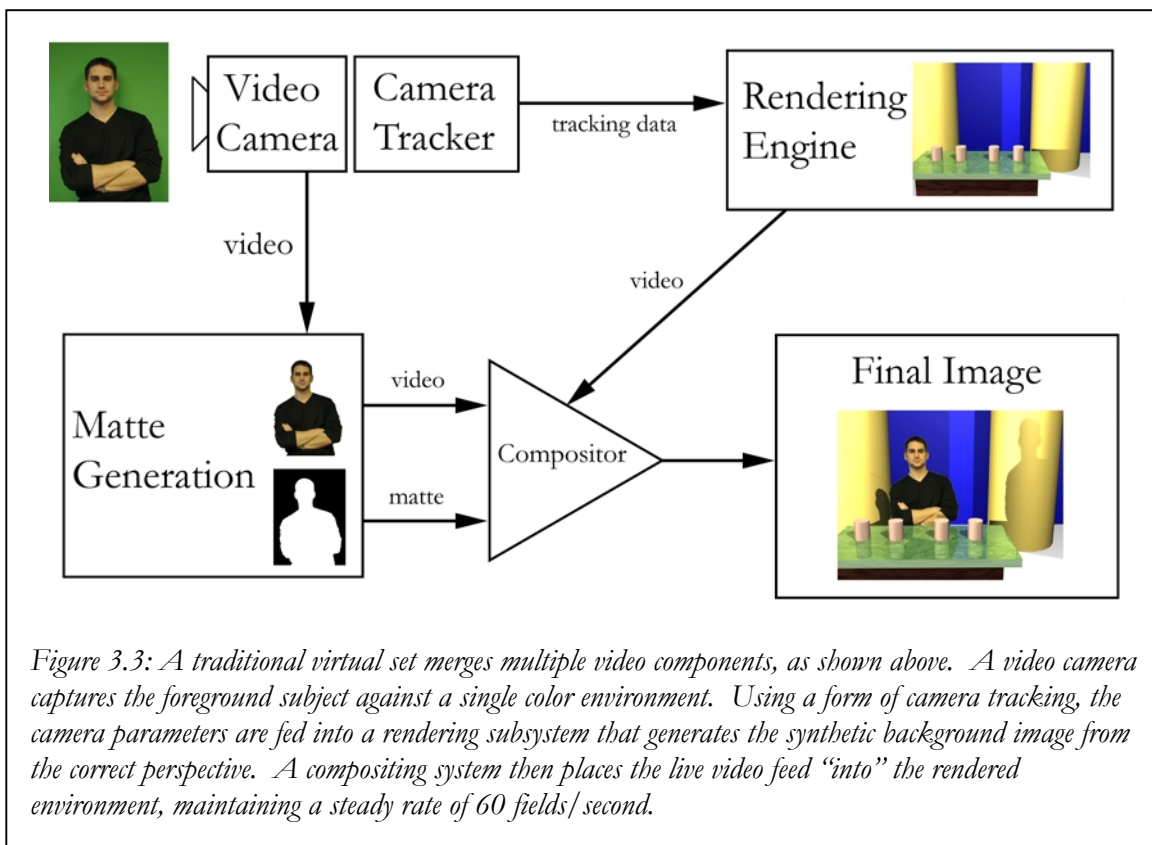 Video
Camera
Camera
Tracker
tracking data
Rendering
Engine
video
video
Matte
Generation
video
matte
Compositor
Final Image
Figure 3.3: A traditional virtual set merges multiple video components, as shown above. A video camera
captures the foreground subject against a single color environment. Using a form of camera tracking, the
camera parameters are fed into a rendering subsystem that generates the synthetic background image from
the correct perspective. A compositing system then places the live video feed “into” the rendered
environment, maintaining a steady rate of 60 fields/second.